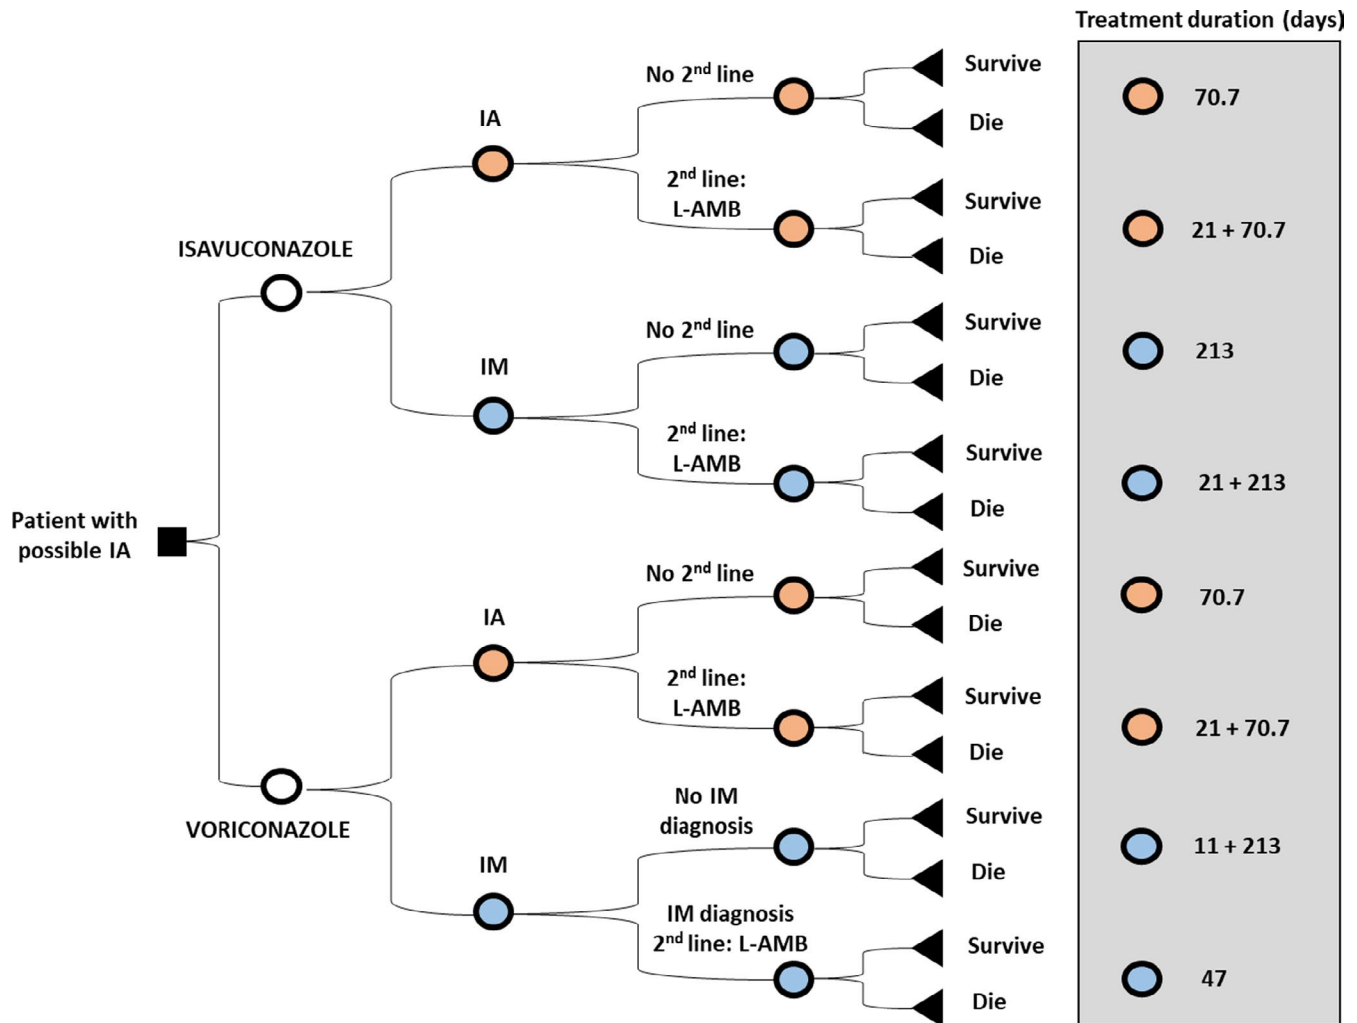 Treatment duration (days)
No 2nd line
Survive
70.7
IA
Die
2nd line:
L-AMB
Survive
21 + 70.7
Die
ISAVUCONAZOLE
No 2nd line
Survive
213
IM
Die
2nd line:
L-AMB
Survive
21 + 213
Die
Patient with
possible IA
No 2nd line
Survive
70.7
IA
Die
2nd line:
L-AMB
Survive
21 + 70.7
Die
VORICONAZOLE
No IM
diagnosis
Survive
11 + 213
IM
Die
IM diagnosis
2nd line: L-AMB
Survive
47
Die